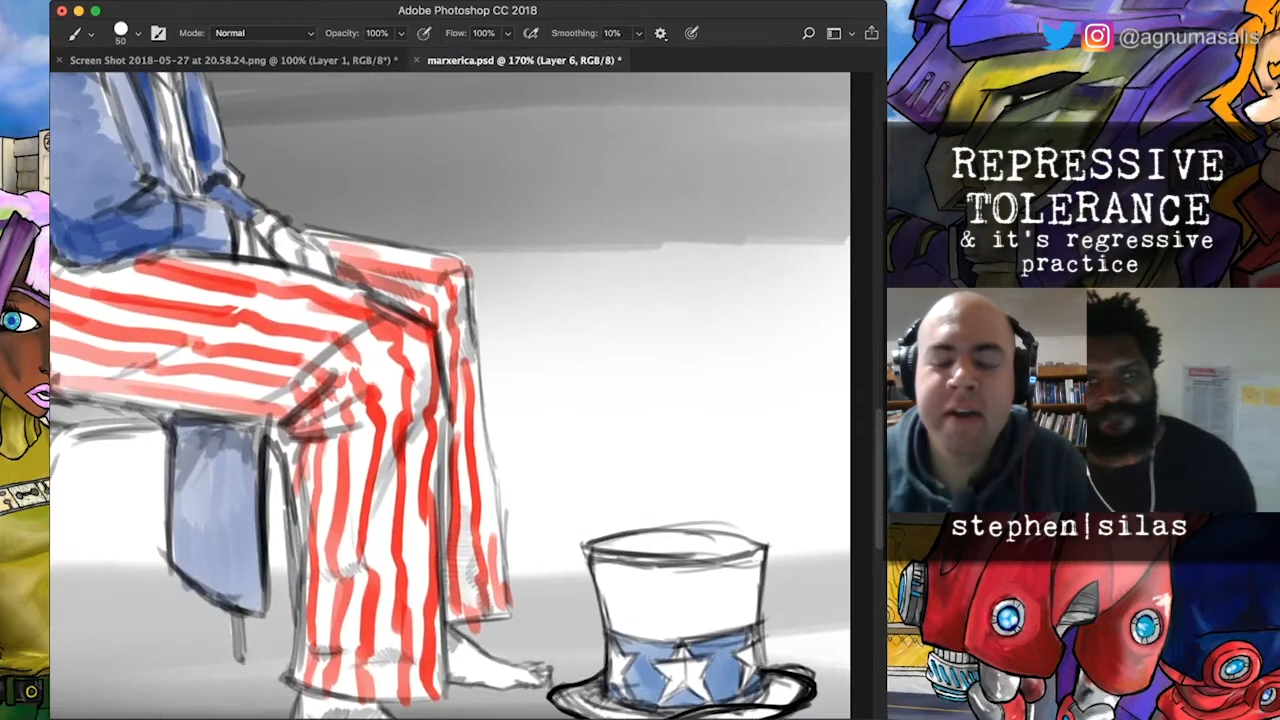 Adobe Photoshop CC 2018
50
Mode: Normal Opacity: 100% Flow: 100% Smoothing: 10%
Screen Shot 2018-05-27 at 20.58.24.png @ 100% (Layer 1, RGB/8*) *
marxerica.psd @ 170% (Layer 6, RGB/8) *
@agnumasalis
REPRESSIVE
TOLERANCE
& it's regressive
practice
stephen|silas